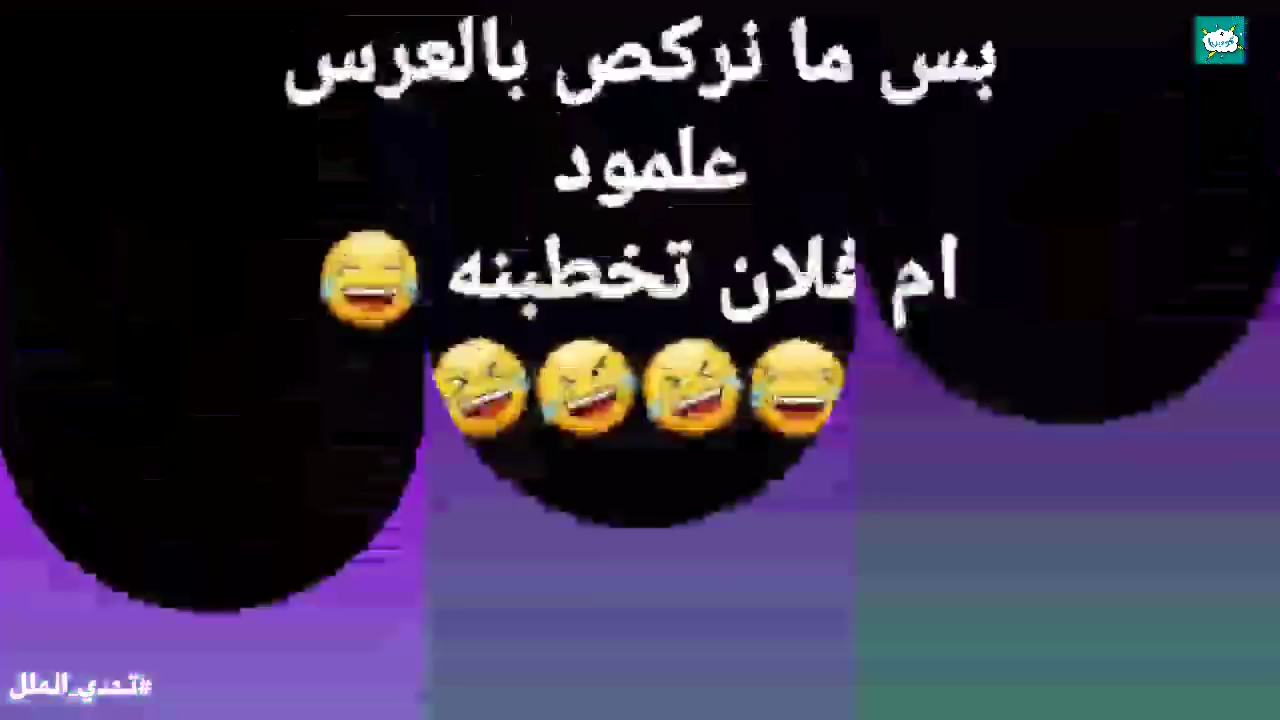 بس ما نركص بالعرس
علمود
ام فلان تخطبنه 😂
😂🤣🤣🤣
#تحدي_الملل